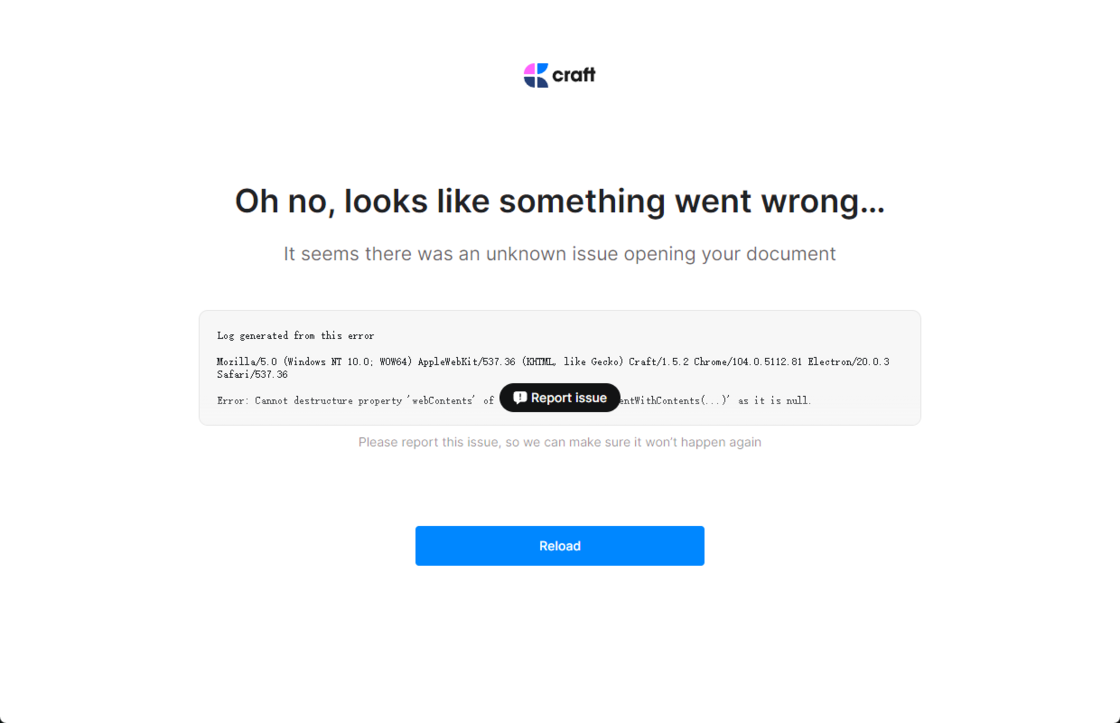 craft
Oh no, looks like something went wrong...
It seems there was an unknown issue opening your document
Log generated from this error
Mozilla/5.0 (Windows NT 10.0; WOW64) AppleWebKit/537.36 (KHTML, like Gecko) Craft/1.5.2 Chrome/104.0.5112.81 Electron/20.0.3
Safari/537.36
Error: Cannot destructure property 'webContents' of entWithContents(...)' as it is null.
Report issue
Please report this issue, so we can make sure it won't happen again
Reload